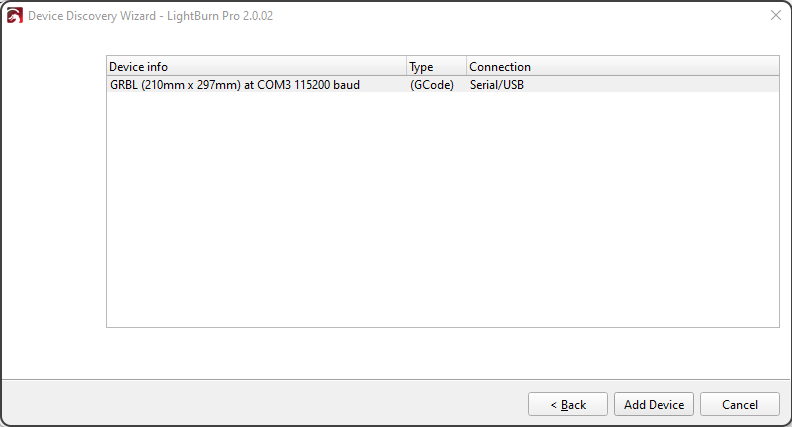 Device Discovery Wizard - LightBurn Pro 2.0.02
Device info Type Connection
GRBL (210mm x 297mm) at COM3 115200 baud (GCode) Serial/USB
< Back Add Device Cancel